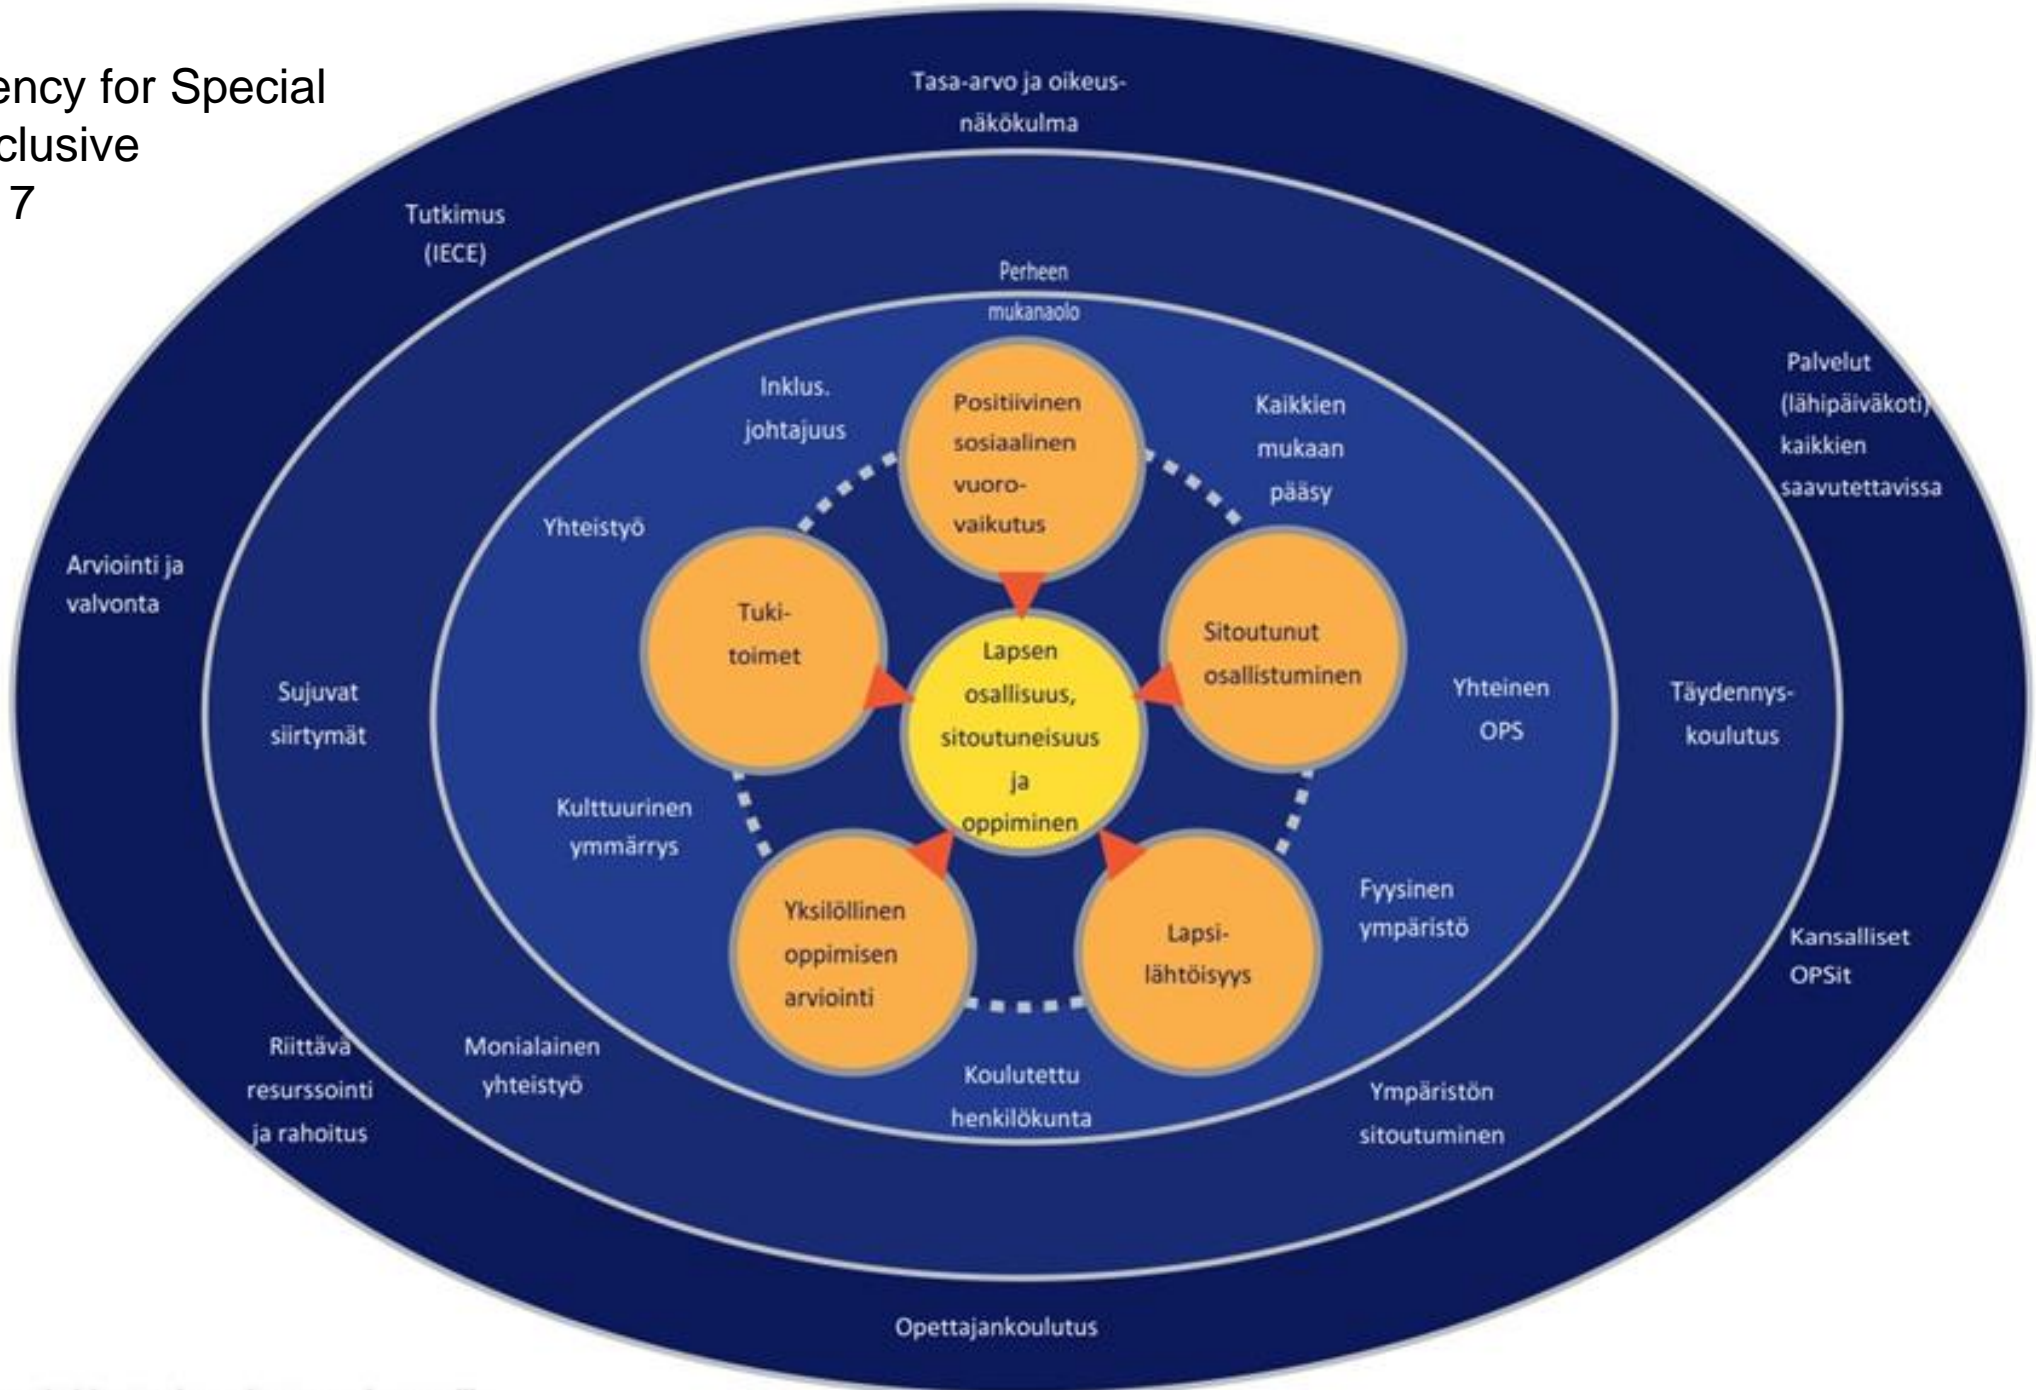 ency for Special
clusive
7
Tasa-arvo ja oikeus-
näkökulma
Tutkimus
(IECE)
Perheen
mukanaolo
Palvelut
(lähipäiväkoti)
kaikkien
saavutettavissa
Inklus.
johtajuus
Positiivinen
sosiaalinen
vuoro-
vaikutus
Kaikkien
mukaan
pääsy
Yhteistyö
Arviointi ja
valvonta
Tuki-
toimet
Lapsen
osallisuus,
sitoutuneisuus
ja
oppiminen
Sitoutunut
osallistuminen
Sujuvat
siirtymät
Yhteinen
OPS
Täydennys-
koulutus
Kulttuurinen
ymmärrys
Yksilöllinen
oppimisen
arviointi
Lapsi-
lähtöisyys
Fyysinen
ympäristö
Kansalliset
OPSit
Riittävä
resurssointi
ja rahoitus
Monialainen
yhteistyö
Koulutettu
henkilökunta
Ympäristön
sitoutuminen
Opettajankoulutus